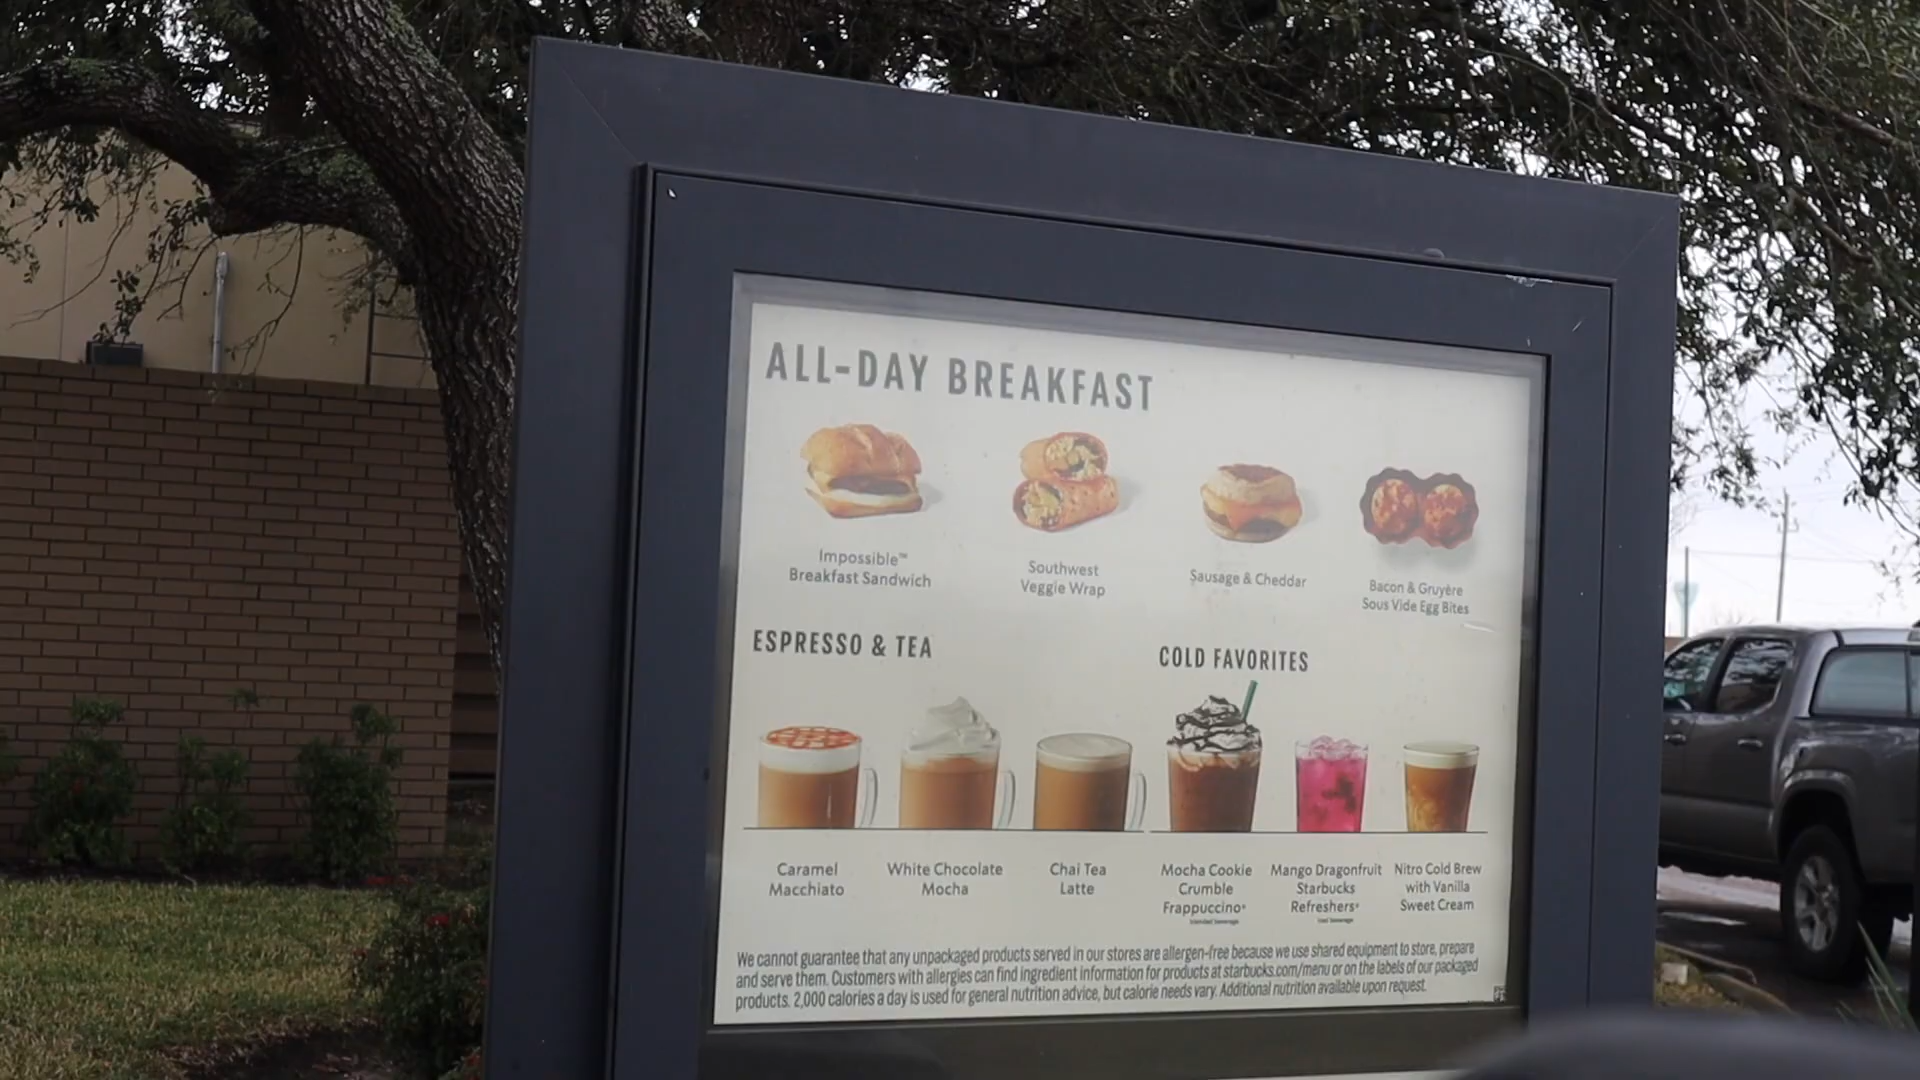 ALL-DAY BREAKFAST
Impossible™
Breakfast Sandwich
Southwest
Veggie Wrap
Sausage & Cheddar
Bacon & Gruyère
Sous Vide Egg Bites
ESPRESSO & TEA
COLD FAVORITES
Caramel
Macchiato
White Chocolate
Mocha
Chai Tea
Latte
Mocha Cookie
Crumble
Frappuccino®
blended beverage
Mango Dragonfruit
Starbucks
Refreshers®
iced beverage
Nitro Cold Brew
with Vanilla
Sweet Cream
We cannot guarantee that any unpackaged products served in our stores are allergen-free because we use shared equipment to store, prepare
and serve them. Customers with allergies can find ingredient information for products at starbucks.com/menu or on the labels of our packaged
products. 2,000 calories a day is used for general nutrition advice, but calorie needs vary. Additional nutrition available upon request.